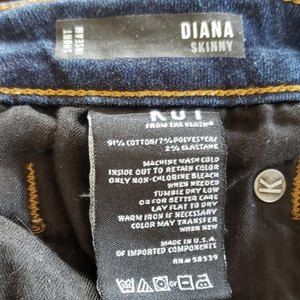 SHORT
INSEAM
DIANA
SKINNY
KUT
FROM THE KLOTH®
91% COTTON/7% POLYESTER
2% ELASTANE
MACHINE WASH COLD
INSIDE OUT TO RETAIN COLOR
ONLY NON-CHLORINE BLEACH
WHEN NEEDED
TUMBLE DRY LOW
OR FOR BETTER CARE
LAY FLAT TO DRY
WARM IRON IF NECESSARY
COLOR MAY TRANSFER
WHEN NEW
MADE IN U.S.A.
OF IMPORTED COMPONENTS
RN# 58539
K
OR